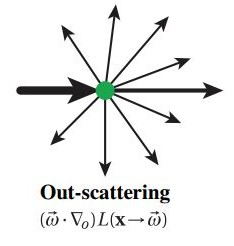 Out-scattering
(ω⃗ · ∇ₒ)L(x→ω⃗)